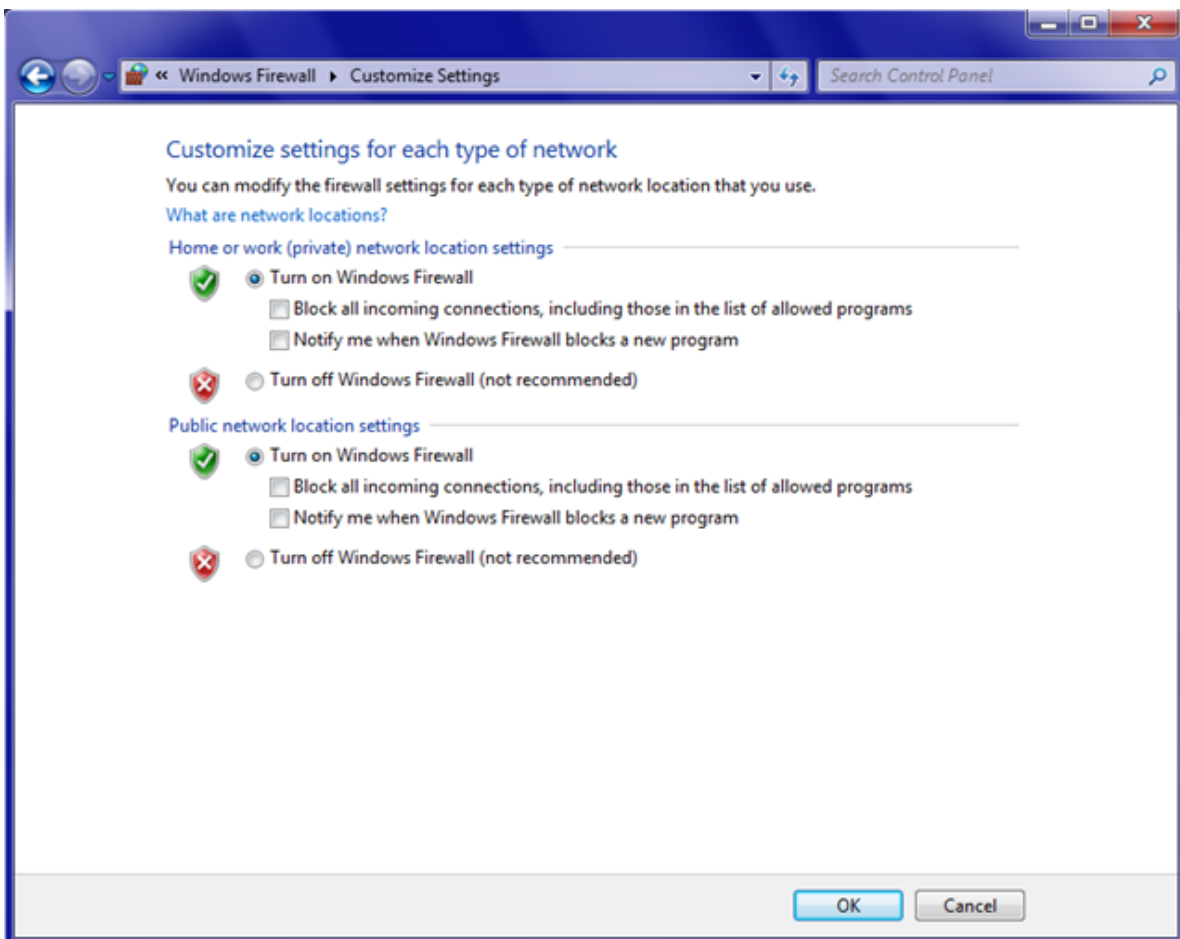 « Windows Firewall ▸ Customize Settings
Search Control Panel
Customize settings for each type of network
You can modify the firewall settings for each type of network location that you use.
What are network locations?
Home or work (private) network location settings
Turn on Windows Firewall
Block all incoming connections, including those in the list of allowed programs
Notify me when Windows Firewall blocks a new program
Turn off Windows Firewall (not recommended)
Public network location settings
Turn on Windows Firewall
Block all incoming connections, including those in the list of allowed programs
Notify me when Windows Firewall blocks a new program
Turn off Windows Firewall (not recommended)
OK
Cancel